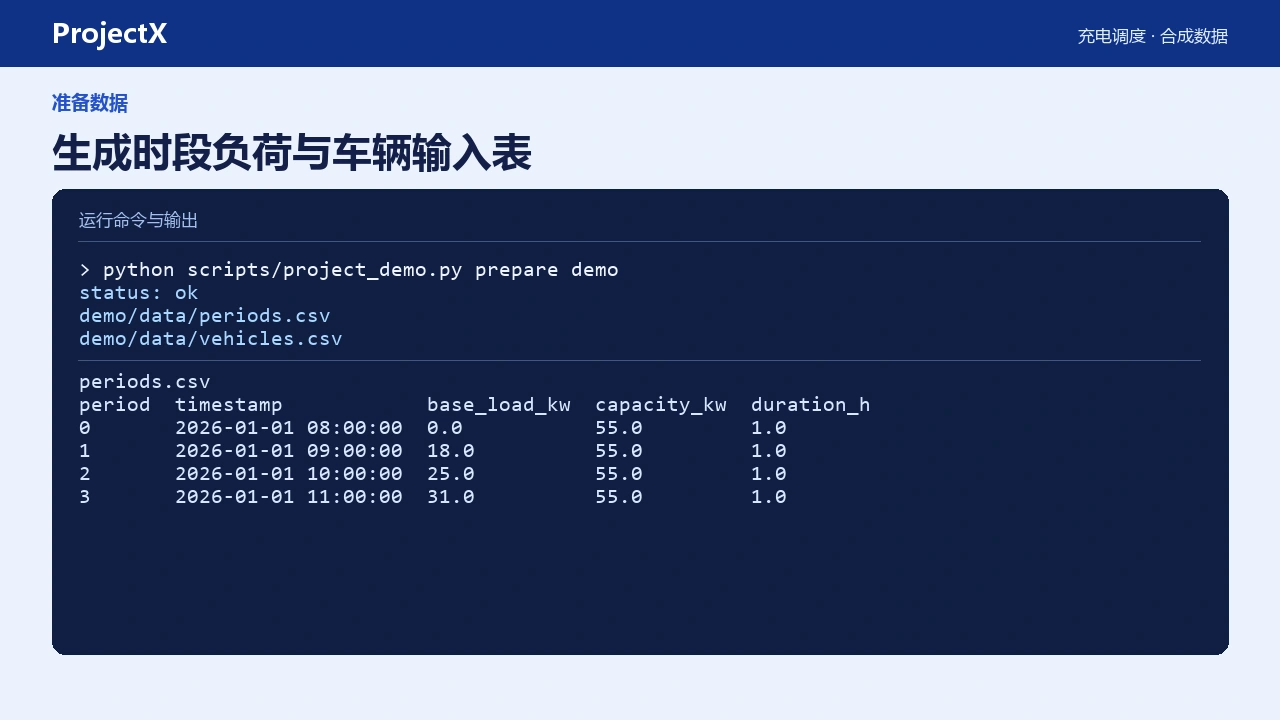 ProjectX
充电调度 · 合成数据
准备数据
生成时段负荷与车辆输入表
运行命令与输出
> python scripts/project_demo.py prepare demo
status: ok
demo/data/periods.csv
demo/data/vehicles.csv
periods.csv
period  timestamp            base_load_kw  capacity_kw  duration_h
0       2026-01-01 08:00:00  0.0           55.0         1.0
1       2026-01-01 09:00:00  18.0          55.0         1.0
2       2026-01-01 10:00:00  25.0          55.0         1.0
3       2026-01-01 11:00:00  31.0          55.0         1.0